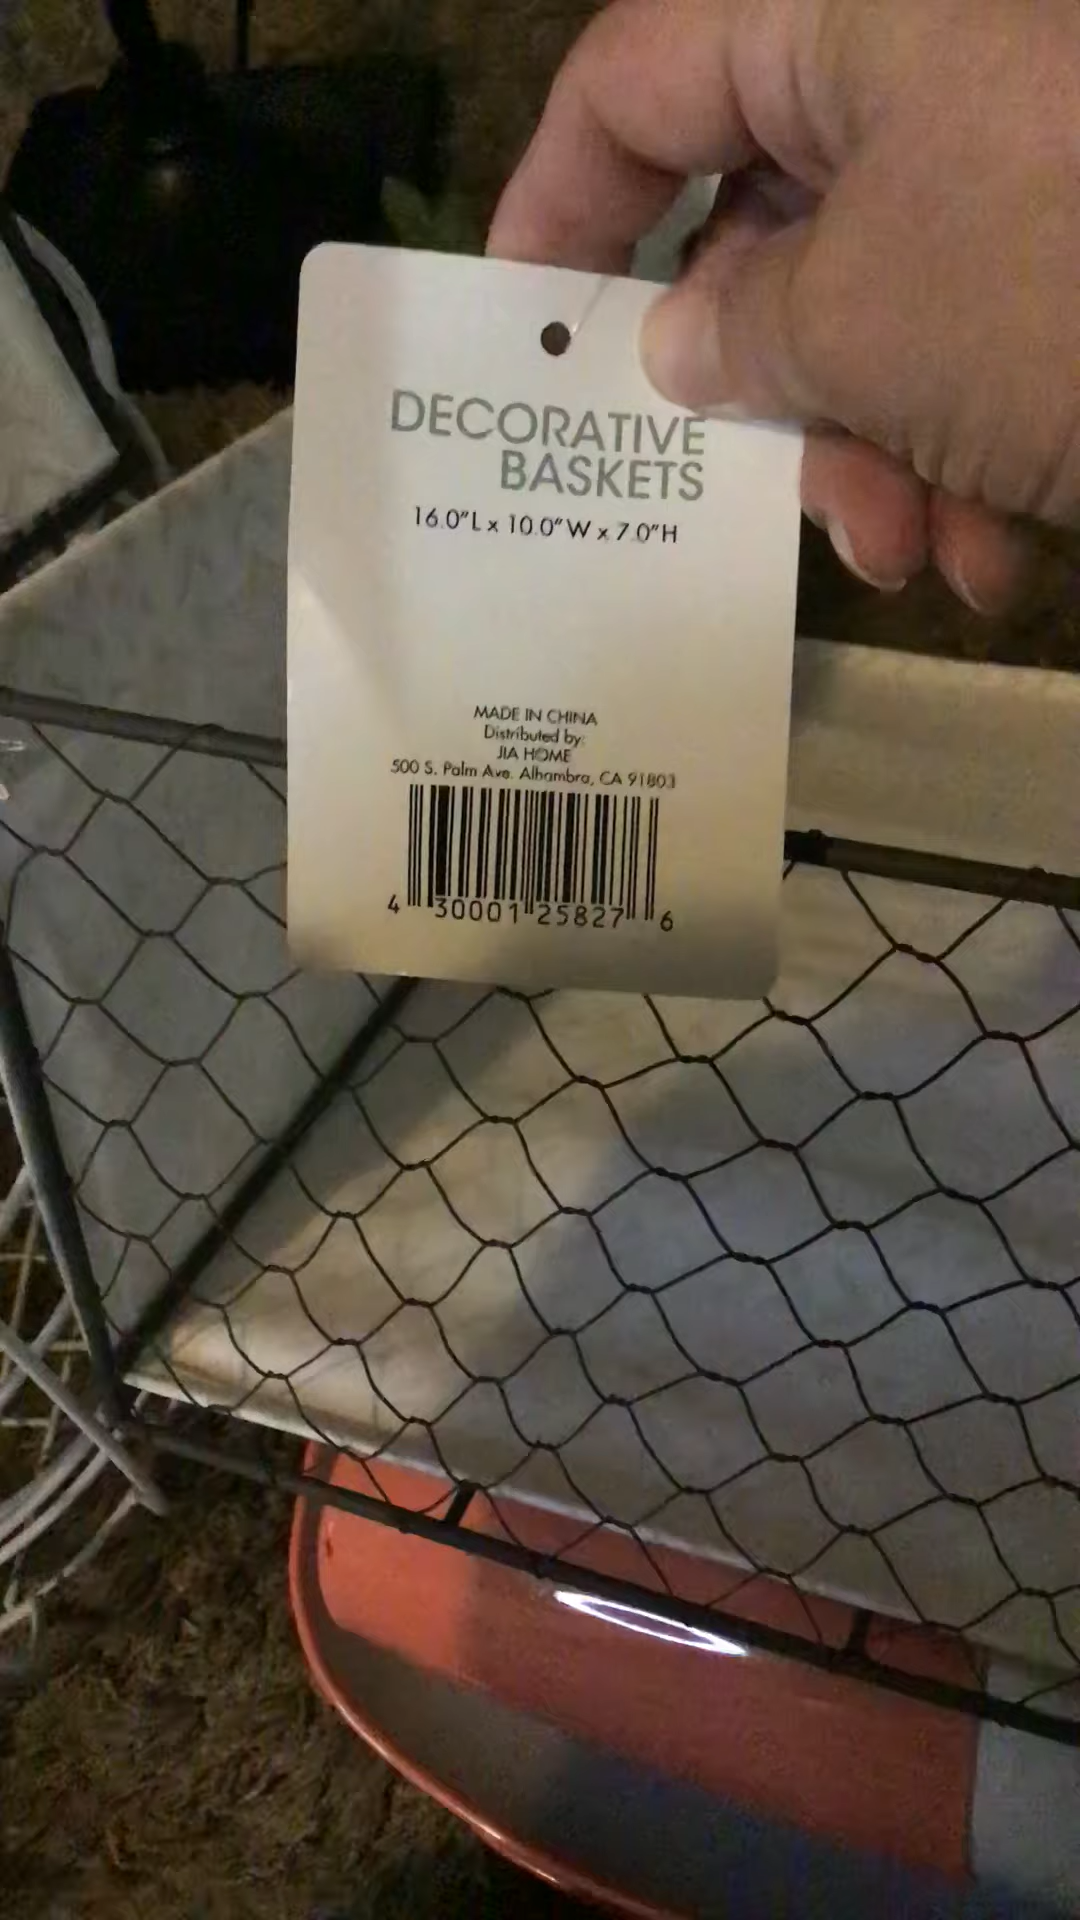 DECORATIVE
BASKETS
16.0"L x 10.0"W x 7.0"H
MADE IN CHINA
Distributed by:
JIA HOME
500 S. Palm Ave. Alhambra, CA 91803
4 30001 25827 6